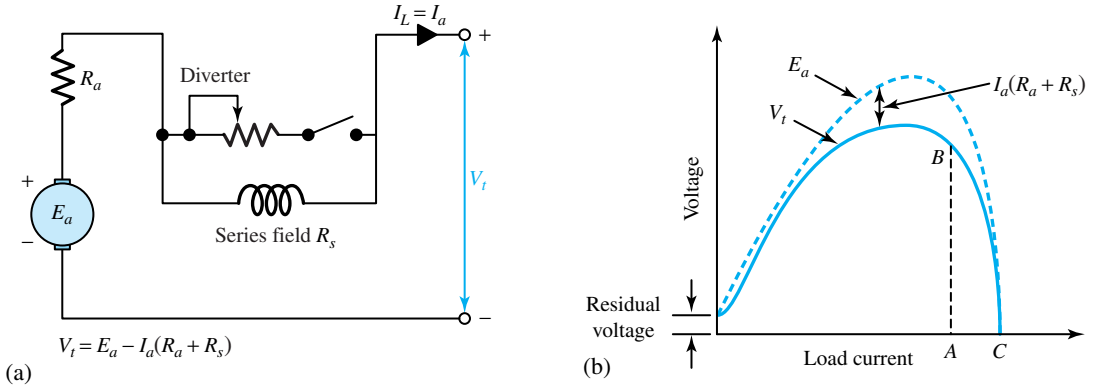 I_L = I_a
+
R_a
Diverter
+
E_a
−
V_t
Series field R_s
−
V_t = E_a − I_a(R_a + R_s)
(a)
E_a
I_a(R_a + R_s)
V_t
B
Voltage
Residual
voltage
Load current
A
C
(b)